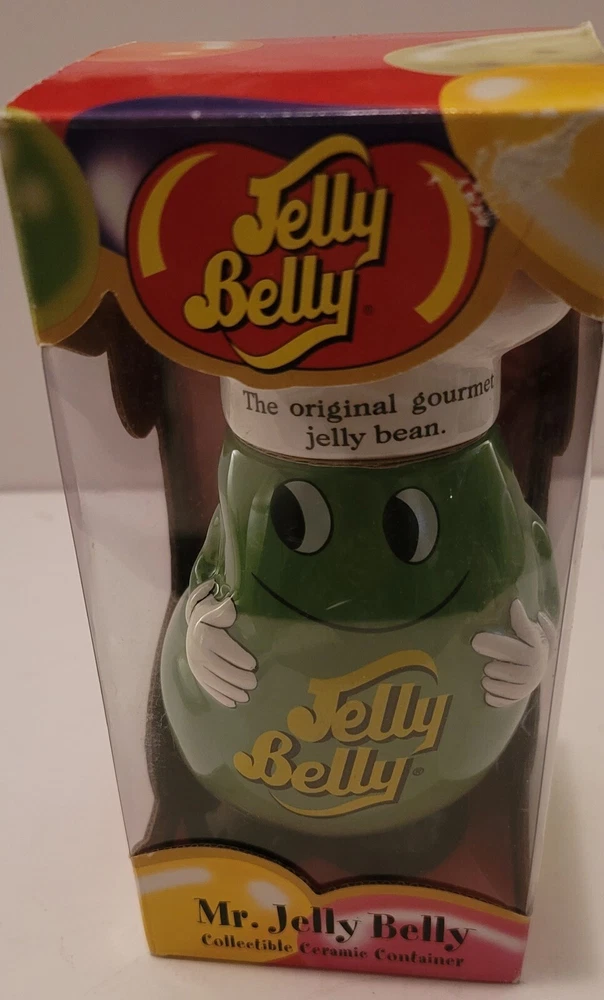 Jelly
Belly®
The original gourmet
jelly bean.
Jelly
Belly®
Mr. Jelly Belly
Collectible Ceramic Container